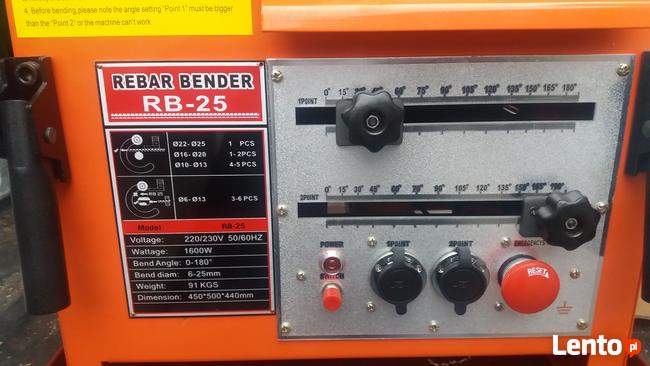 4. Before bending,please note the angle setting "Point 1" must be bigger
than the "Point 2" or the machine can't work
REBAR BENDER
RB-25
Ø22-Ø25 1 PCS
Ø16-Ø20 1-2PCS
Ø10-Ø13 4-5 PCS
RB 25
Ø6-Ø13 3-6 PCS
Model RB-25
Voltage: 220/230V 50/60HZ
Wattage: 1600W
Bend Angle: 0-180°
Bend diam: 6-25mm
Weight: 91 KGS
Dimension: 450*500*440mm
0° 15° 60° 75° 90° 105° 120° 135° 150° 165° 180°
1POINT
0° 15° 30° 45° 60° 75° 90° 105° 120° 135° 150° 165° 180°
2POINT
POWER 1POINT 2POINT EMERGENCYS
SWITCH
RESET
Lento.pl